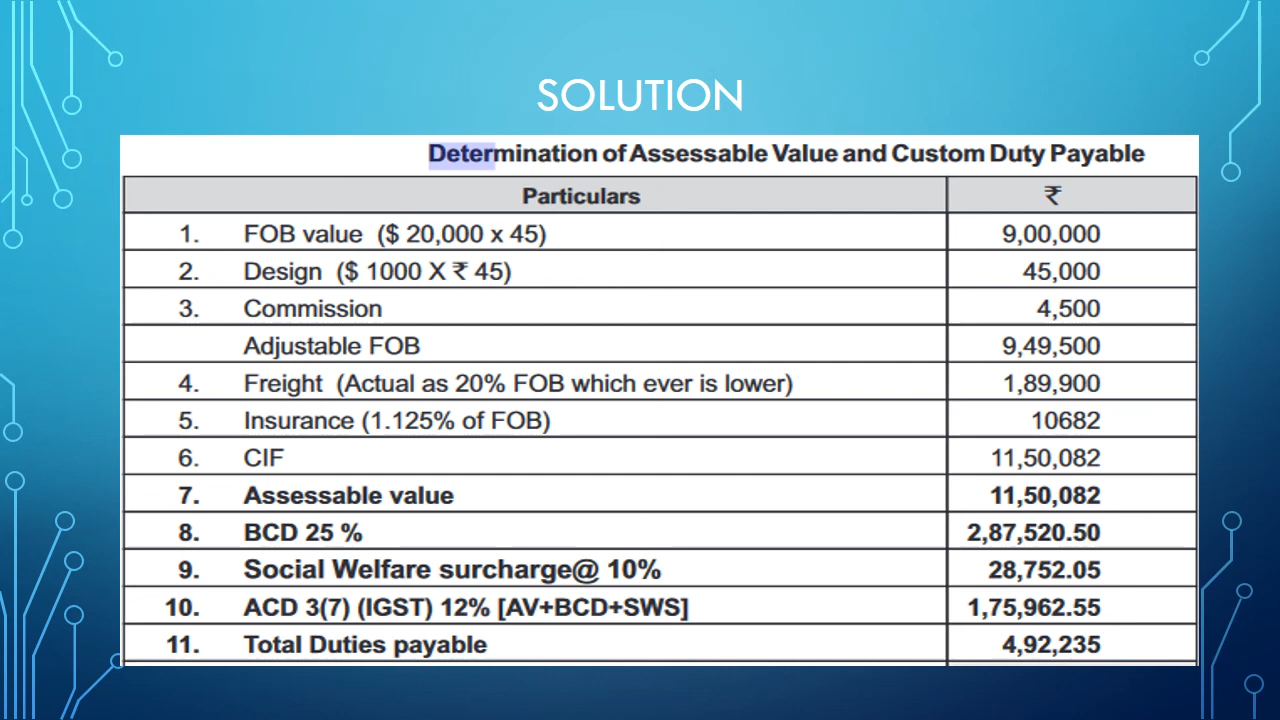 SOLUTION
Determination of Assessable Value and Custom Duty Payable
Particulars ₹
1. FOB value ($ 20,000 x 45) 9,00,000
2. Design ($ 1000 X ₹ 45) 45,000
3. Commission 4,500
Adjustable FOB 9,49,500
4. Freight (Actual as 20% FOB which ever is lower) 1,89,900
5. Insurance (1.125% of FOB) 10682
6. CIF 11,50,082
7. Assessable value 11,50,082
8. BCD 25 % 2,87,520.50
9. Social Welfare surcharge@ 10% 28,752.05
10. ACD 3(7) (IGST) 12% [AV+BCD+SWS] 1,75,962.55
11. Total Duties payable 4,92,235